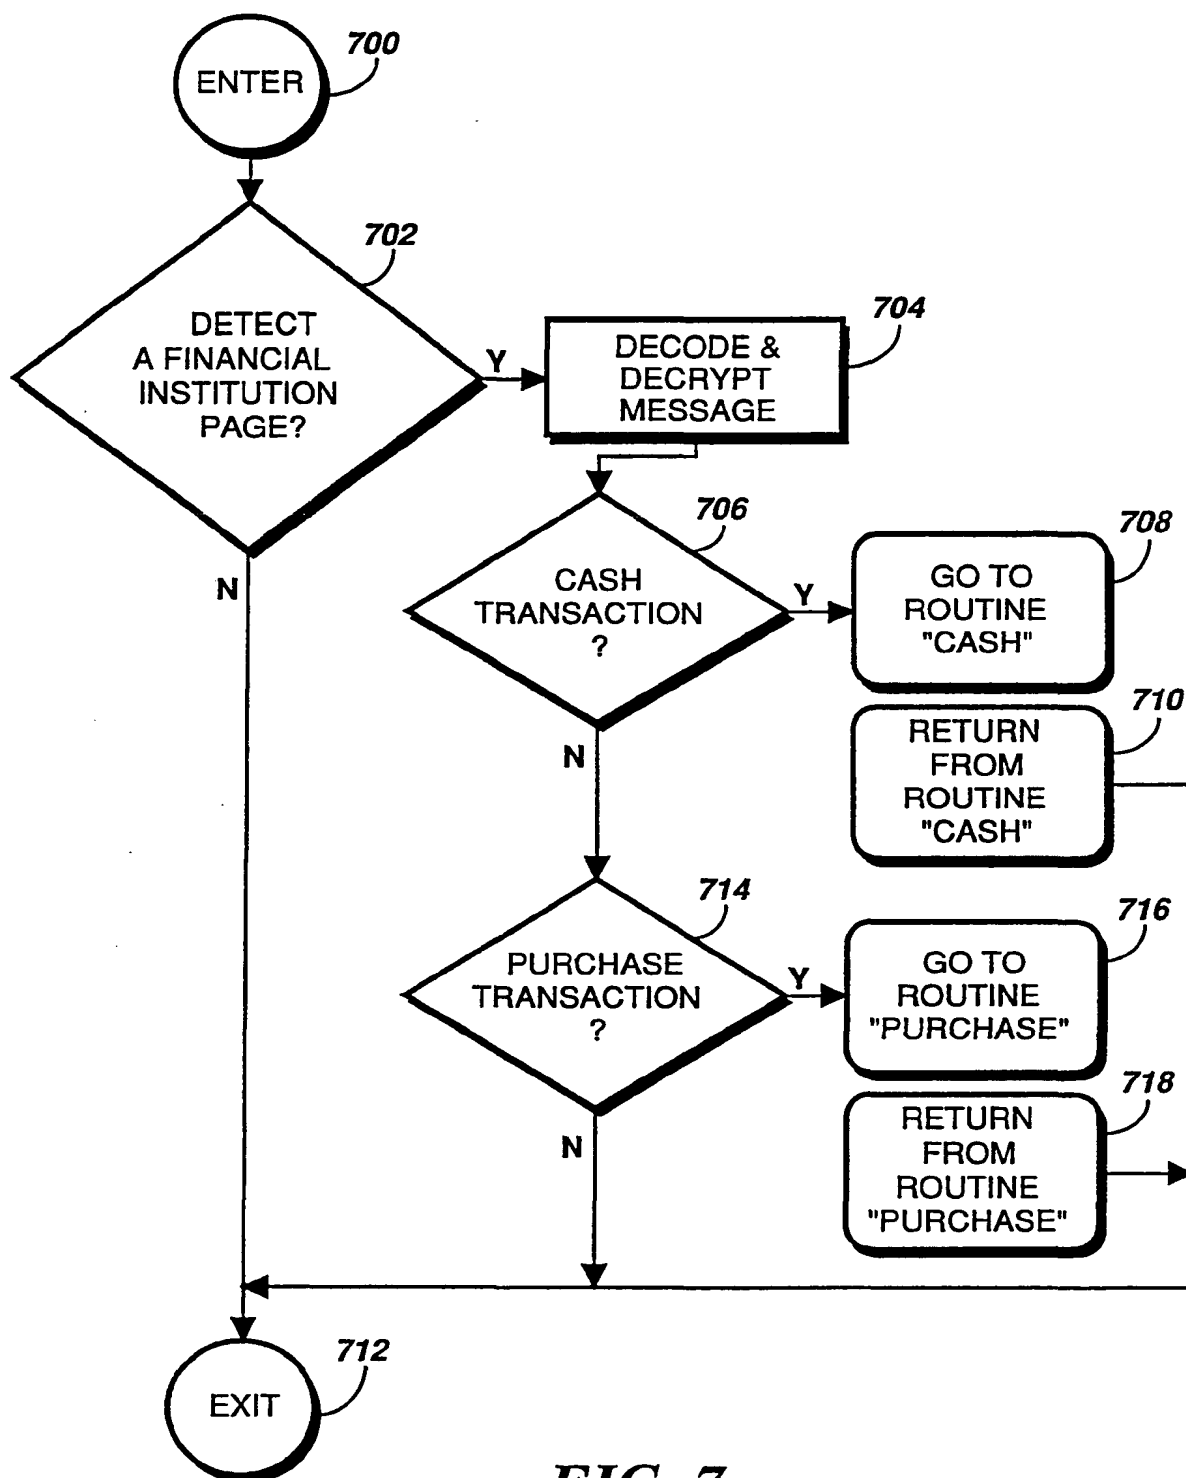 700
ENTER
702
DETECT
A FINANCIAL
INSTITUTION
PAGE?
Y
N
704
DECODE &
DECRYPT
MESSAGE
706
CASH
TRANSACTION
?
Y
N
708
GO TO
ROUTINE
"CASH"
710
RETURN
FROM
ROUTINE
"CASH"
714
PURCHASE
TRANSACTION
?
Y
N
716
GO TO
ROUTINE
"PURCHASE"
718
RETURN
FROM
ROUTINE
"PURCHASE"
712
EXIT
FIG. 7